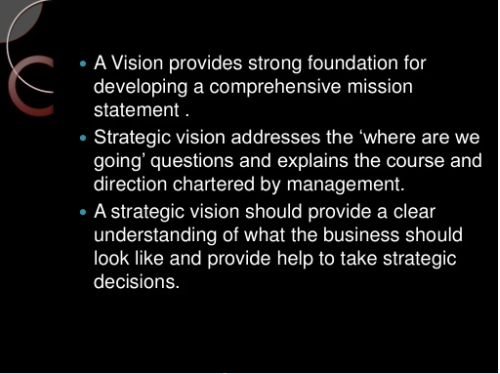 • A Vision provides strong foundation for
developing a comprehensive mission
statement .
• Strategic vision addresses the ‘where are we
going’ questions and explains the course and
direction chartered by management.
• A strategic vision should provide a clear
understanding of what the business should
look like and provide help to take strategic
decisions.